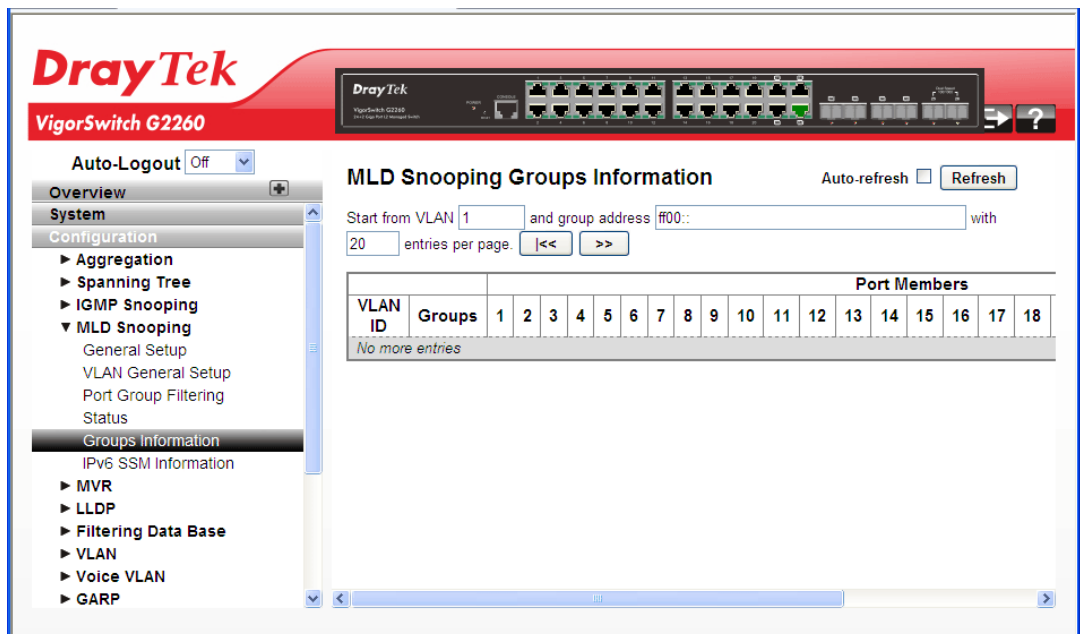 DrayTek
VigorSwitch G2260
DrayTek
VigorSwitch G2260
POWER
CONSOLE
Auto-Logout Off
Overview
System
Configuration
► Aggregation
► Spanning Tree
► IGMP Snooping
▼ MLD Snooping
General Setup
VLAN General Setup
Port Group Filtering
Status
Groups Information
IPv6 SSM Information
► MVR
► LLDP
► Filtering Data Base
► VLAN
► Voice VLAN
► GARP
?
MLD Snooping Groups Information
Auto-refresh Refresh
Start from VLAN 1 and group address ff00:: with
20 entries per page. |<< >>
Port Members
VLAN ID Groups 1 2 3 4 5 6 7 8 9 10 11 12 13 14 15 16 17 18
No more entries